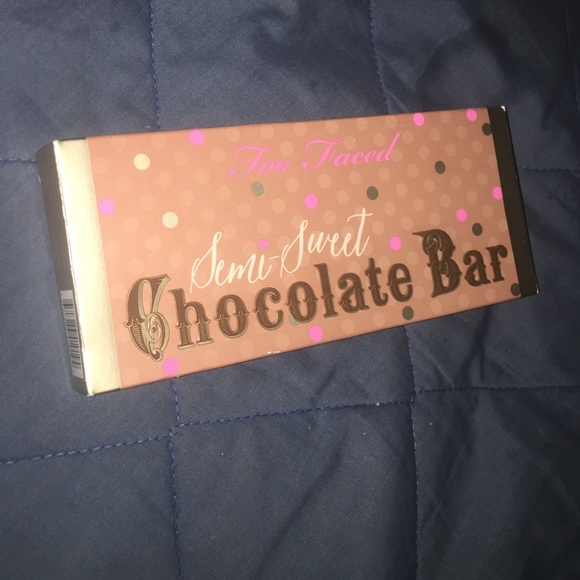 Too Faced
Semi-Sweet
Chocolate Bar